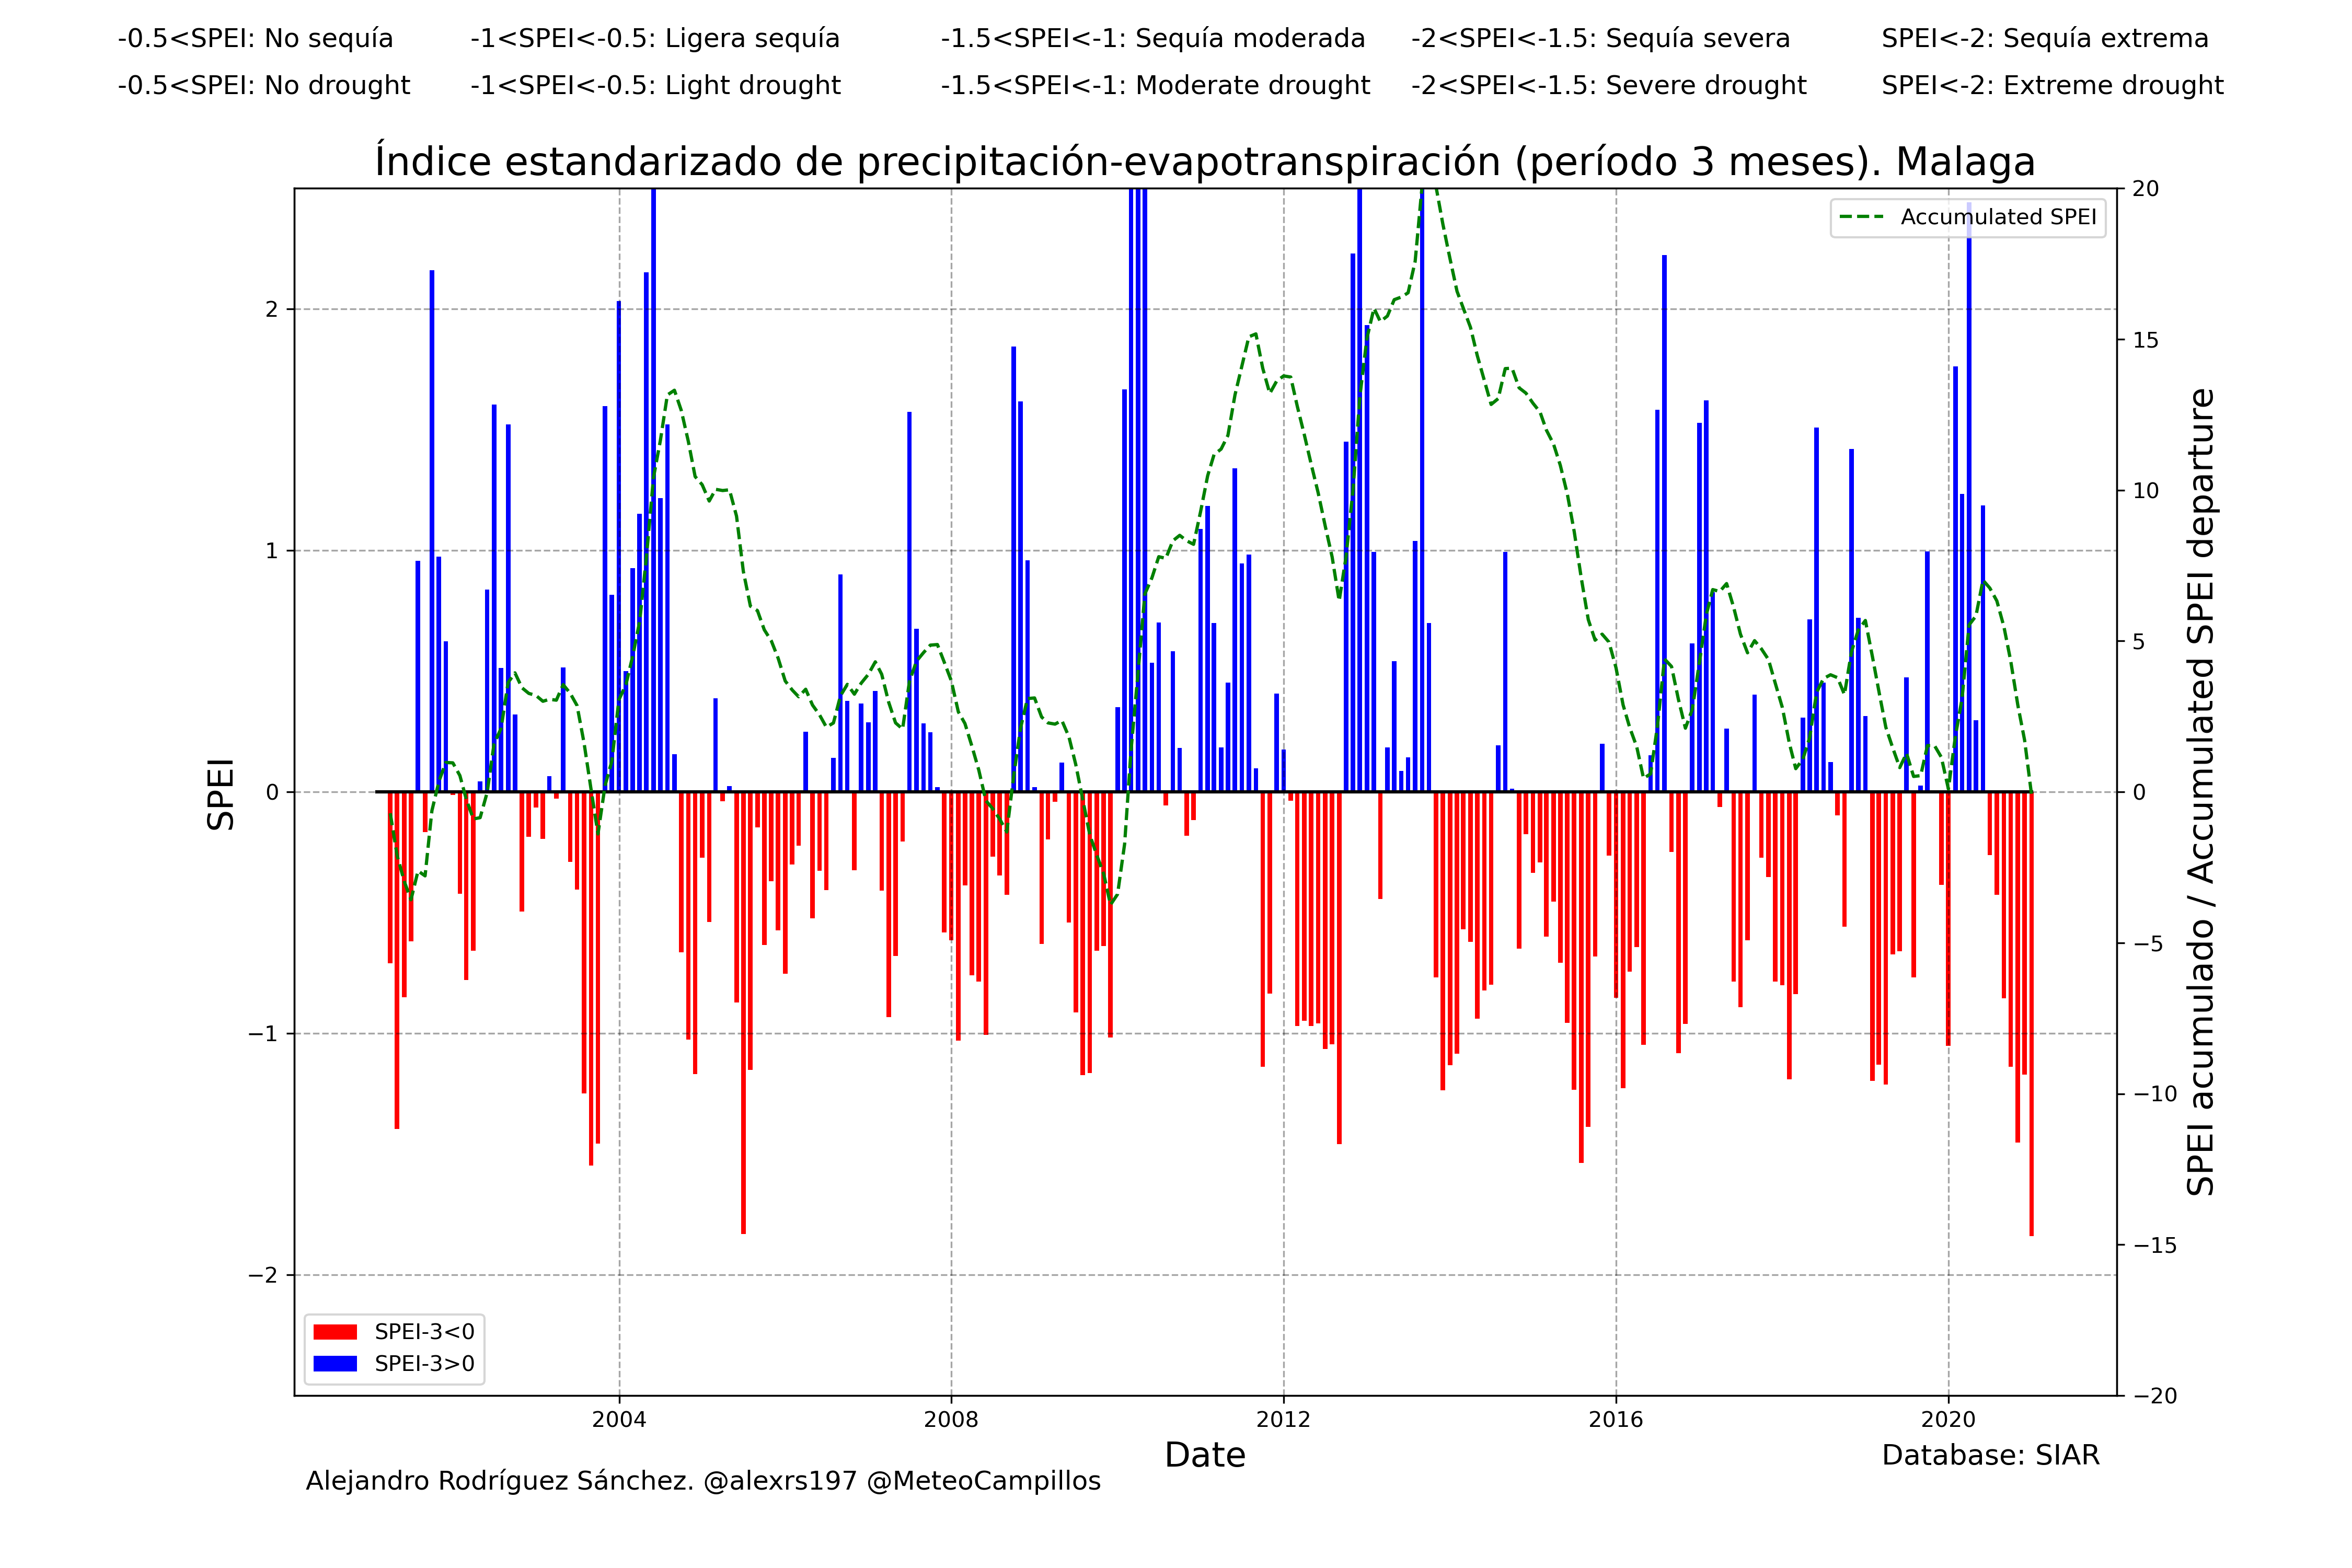 -0.5<SPEI: No sequía -1<SPEI<-0.5: Ligera sequía -1.5<SPEI<-1: Sequía moderada -2<SPEI<-1.5: Sequía severa SPEI<-2: Sequía extrema
-0.5<SPEI: No drought -1<SPEI<-0.5: Light drought -1.5<SPEI<-1: Moderate drought -2<SPEI<-1.5: Severe drought SPEI<-2: Extreme drought
Índice estandarizado de precipitación-evapotranspiración (período 3 meses). Malaga
Accumulated SPEI
SPEI
2
1
0
−1
−2
20
15
10
5
0
−5
−10
−15
−20
SPEI acumulado / Accumulated SPEI departure
SPEI-3<0
SPEI-3>0
2004 2008 2012 2016 2020
Date
Database: SIAR
Alejandro Rodríguez Sánchez. @alexrs197 @MeteoCampillos